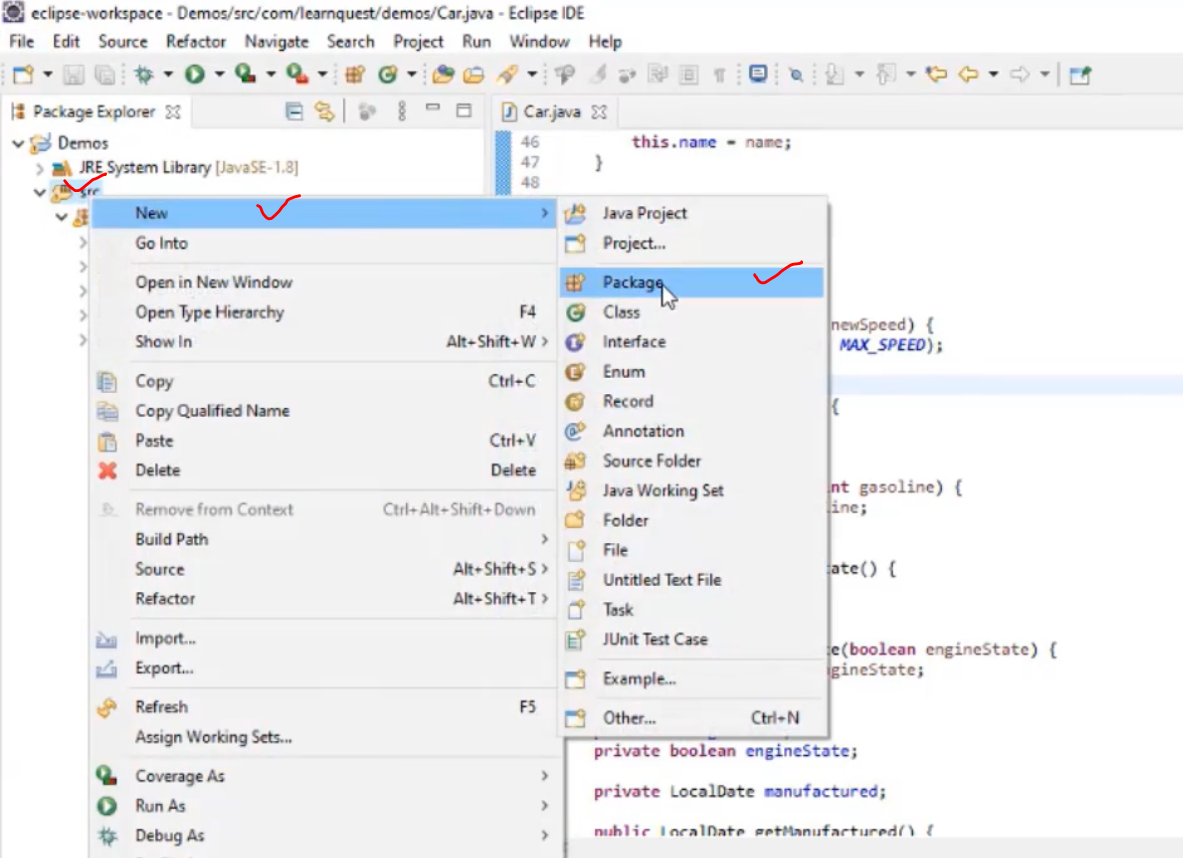 eclipse-workspace - Demos/src/com/learnquest/demos/Car.java - Eclipse IDE
File Edit Source Refactor Navigate Search Project Run Window Help
Package Explorer
Car.java
Demos
JRE System Library [JavaSE-1.8]
src
46 this.name = name;
47 }
48
New
Go Into
Open in New Window
Open Type Hierarchy F4
Show In Alt+Shift+W >
Copy Ctrl+C
Copy Qualified Name
Paste Ctrl+V
Delete Delete
Remove from Context Ctrl+Alt+Shift+Down
Build Path
Source Alt+Shift+S >
Refactor Alt+Shift+T >
Import...
Export...
Refresh F5
Assign Working Sets...
Coverage As
Run As
Debug As
Java Project
Project...
Package
Class
Interface
Enum
Record
Annotation
Source Folder
Java Working Set
Folder
File
Untitled Text File
Task
JUnit Test Case
Example...
Other... Ctrl+N
newSpeed) {
MAX_SPEED);
{
nt gasoline) {
ine;
ate() {
e(boolean engineState) {
gineState;
private boolean engineState;
private LocalDate manufactured;
public LocalDate getManufactured() {